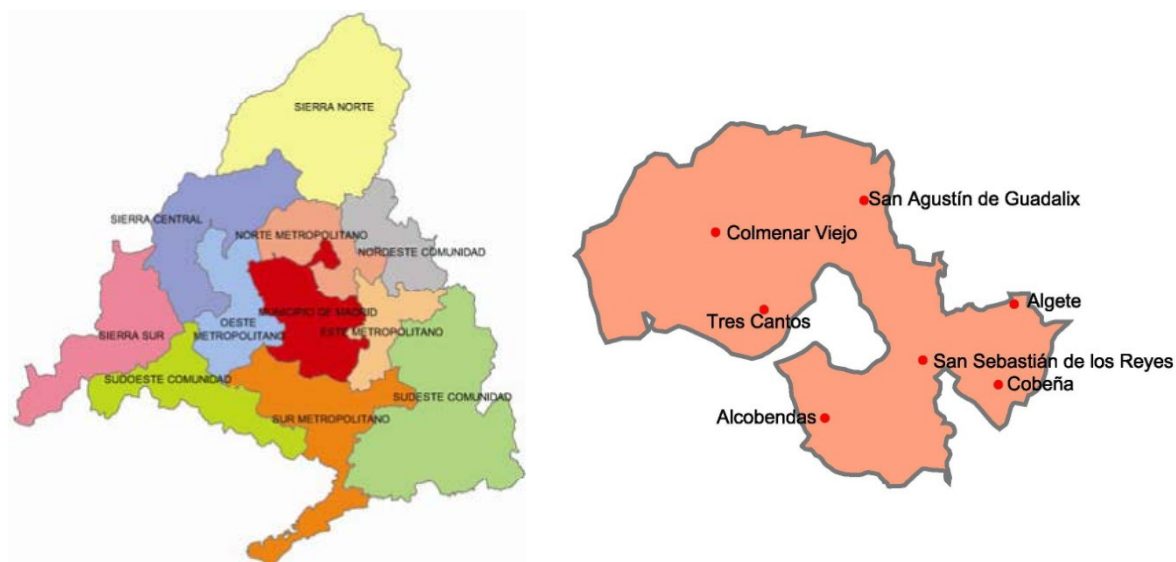 SIERRA NORTE
SIERRA CENTRAL
NORTE METROPOLITANO
NORDESTE COMUNIDAD
MUNICIPIO DE MADRID
OESTE
METROPOLITANO
ESTE METROPOLITANO
SIERRA SUR
SUDOESTE COMUNIDAD
SUDESTE COMUNIDAD
SUR METROPOLITANO
San Agustín de Guadalix
Colmenar Viejo
Algete
Tres Cantos
San Sebastián de los Reyes
Cobeña
Alcobendas